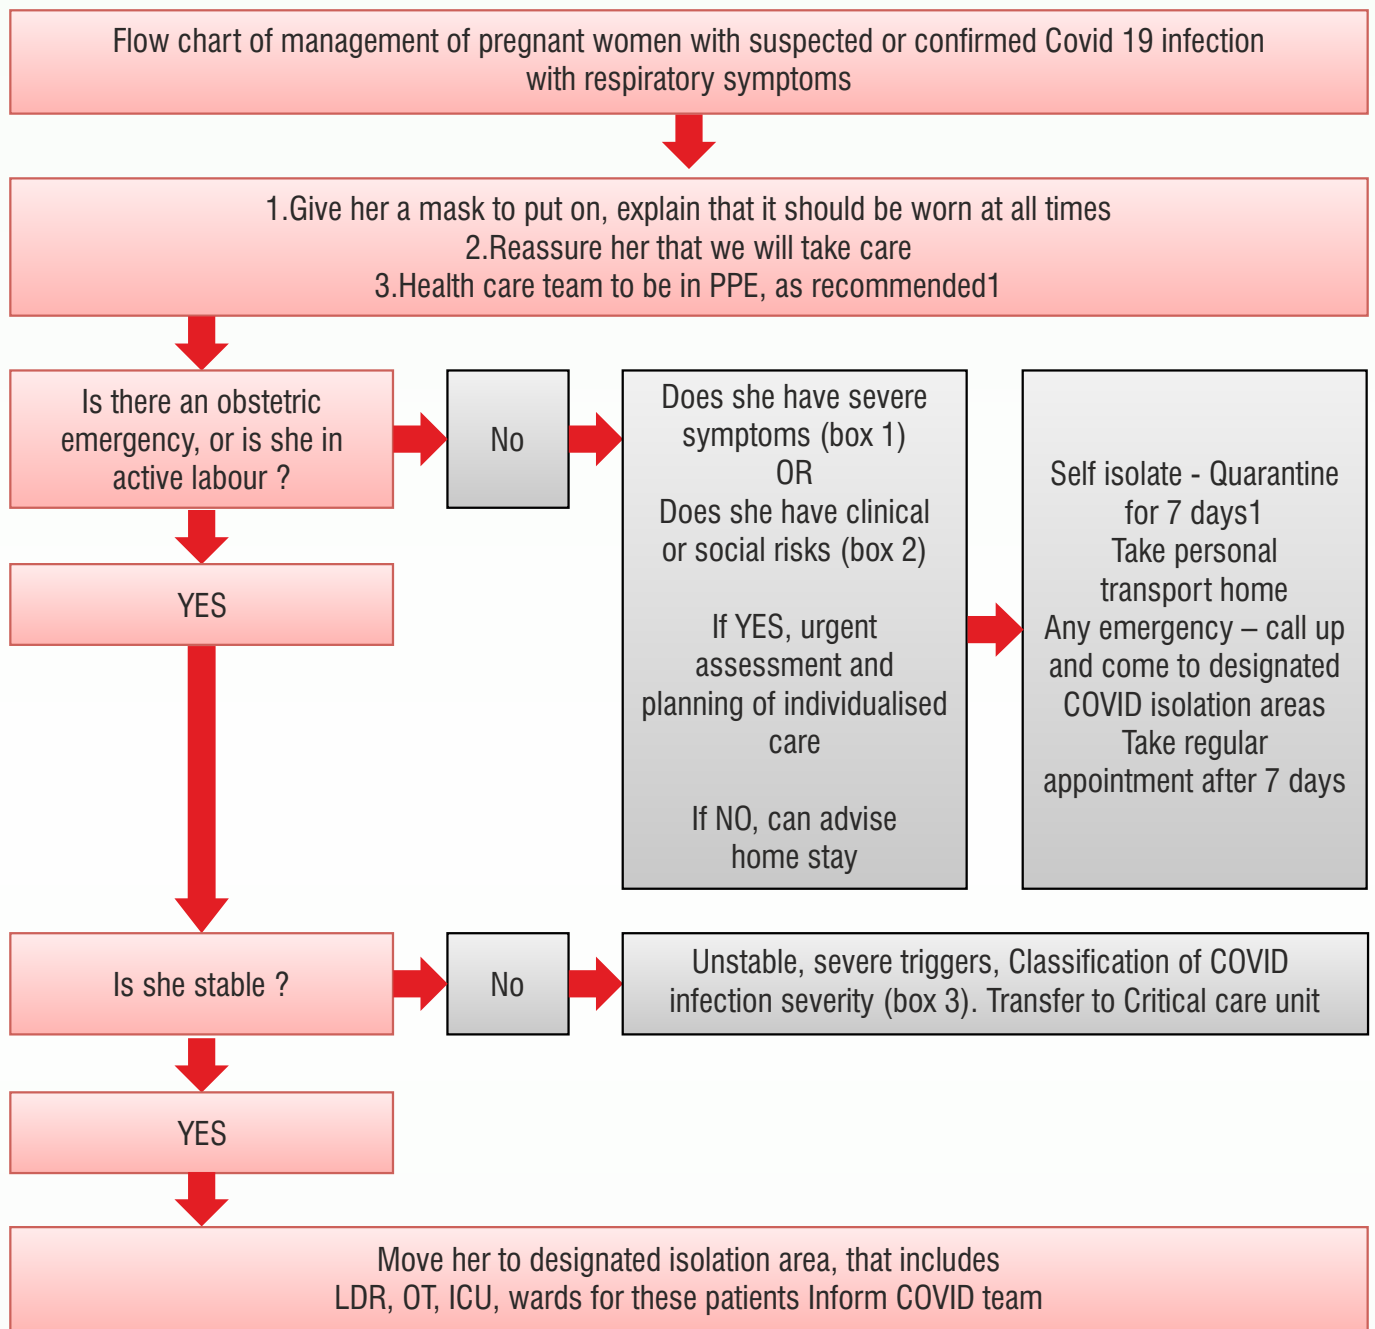 Flow chart of management of pregnant women with suspected or confirmed Covid 19 infection
with respiratory symptoms
1.Give her a mask to put on, explain that it should be worn at all times
2.Reassure her that we will take care
3.Health care team to be in PPE, as recommended1
Is there an obstetric
emergency, or is she in
active labour ?
No
Does she have severe
symptoms (box 1)
OR
Does she have clinical
or social risks (box 2)
If YES, urgent
assessment and
planning of individualised
care
If NO, can advise
home stay
Self isolate - Quarantine
for 7 days1
Take personal
transport home
Any emergency – call up
and come to designated
COVID isolation areas
Take regular
appointment after 7 days
YES
Is she stable ?
No
Unstable, severe triggers, Classification of COVID
infection severity (box 3). Transfer to Critical care unit
YES
Move her to designated isolation area, that includes
LDR, OT, ICU, wards for these patients Inform COVID team